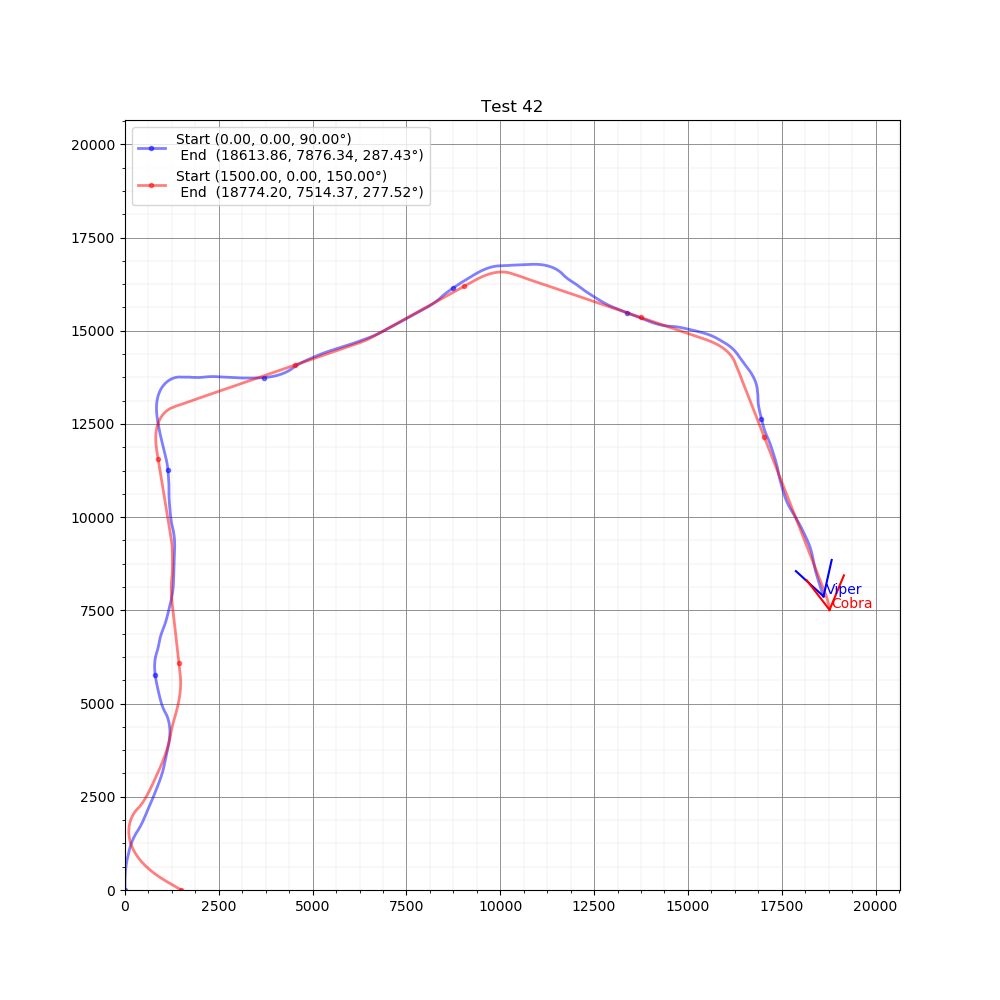 Test 42
Start (0.00, 0.00, 90.00°)
End  (18613.86, 7876.34, 287.43°)
Start (1500.00, 0.00, 150.00°)
End  (18774.20, 7514.37, 277.52°)
20000
17500
15000
12500
10000
7500
5000
2500
0
Viper
Cobra
0 2500 5000 7500 10000 12500 15000 17500 20000